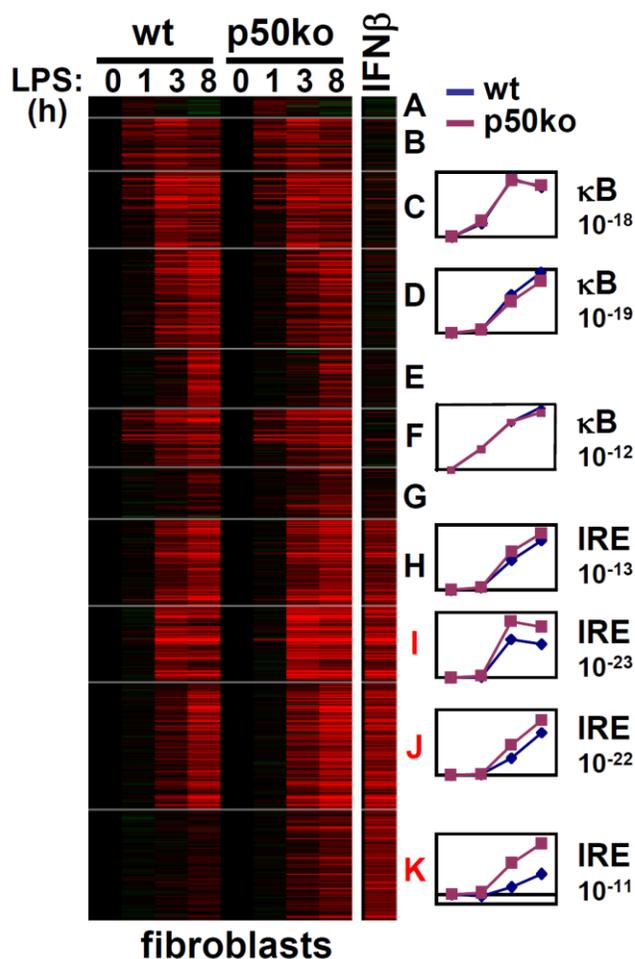 wt p50ko IFNβ
LPS: 0 1 3 8 0 1 3 8
(h)
wt
p50ko
A
B
C κB
10-18
D κB
10-19
E
F κB
10-12
G
H IRE
10-13
I IRE
10-23
J IRE
10-22
K IRE
10-11
fibroblasts